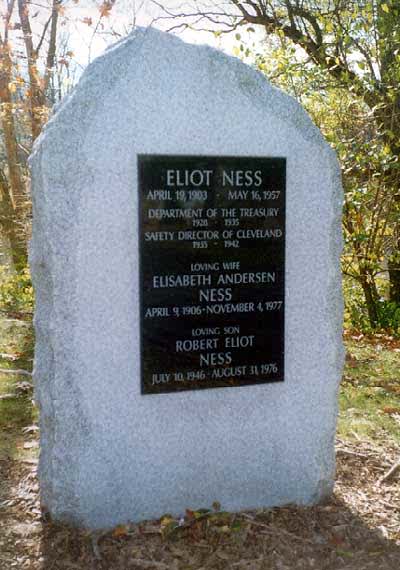 ELIOT NESS
APRIL 19, 1903 - MAY 16, 1957
DEPARTMENT OF THE TREASURY
1928 - 1935
SAFETY DIRECTOR OF CLEVELAND
1935 - 1942
LOVING WIFE
ELISABETH ANDERSEN
NESS
APRIL 9, 1906 - NOVEMBER 4, 1977
LOVING SON
ROBERT ELIOT
NESS
JULY 10, 1946 - AUGUST 31, 1976